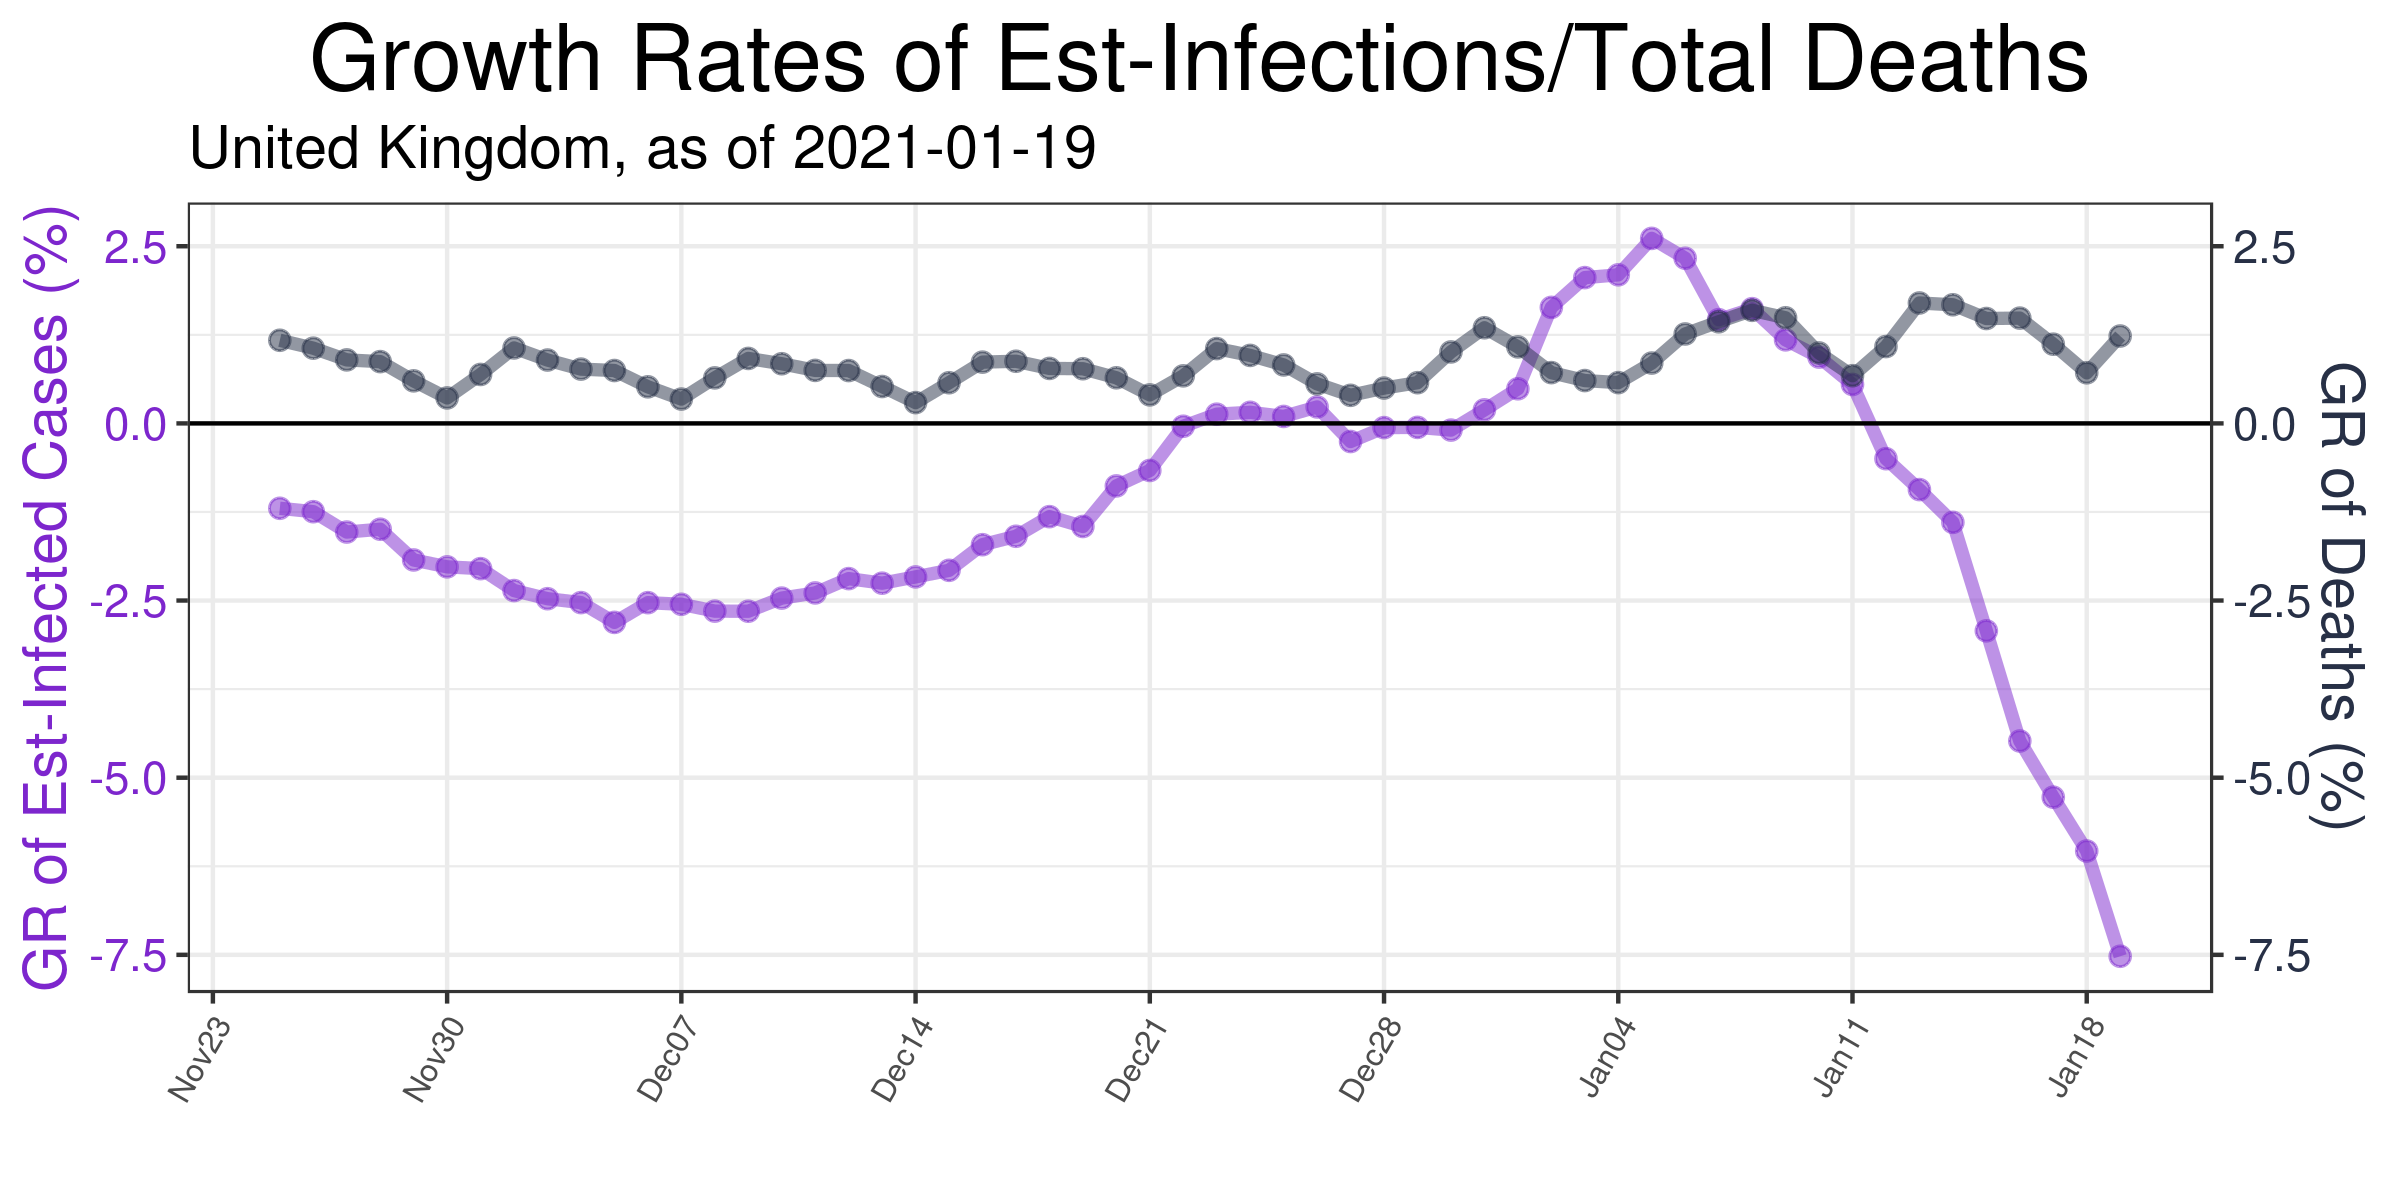 Growth Rates of Est-Infections/Total Deaths
United Kingdom, as of 2021-01-19
GR of Est-Infected Cases (%)
2.5
0.0
-2.5
-5.0
-7.5
2.5
0.0
-2.5
-5.0
-7.5
GR of Deaths (%)
Nov23
Nov30
Dec07
Dec14
Dec21
Dec28
Jan04
Jan11
Jan18